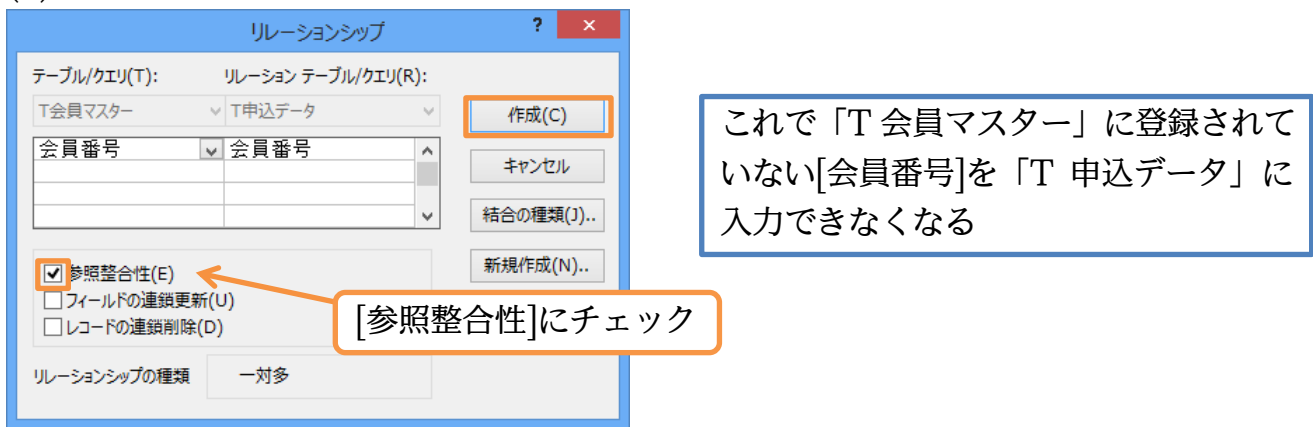 リレーションシップ
? ×
テーブル/クエリ(T): リレーション テーブル/クエリ(R):
T会員マスター T申込データ
作成(C)
会員番号 会員番号
キャンセル
結合の種類(J)..
参照整合性(E)
新規作成(N)..
フィールドの連鎖更新(U)
レコードの連鎖削除(D)
リレーションシップの種類 一対多
[参照整合性]にチェック
これで「T 会員マスター」に登録されて
いない[会員番号]を「T 申込データ」に
入力できなくなる